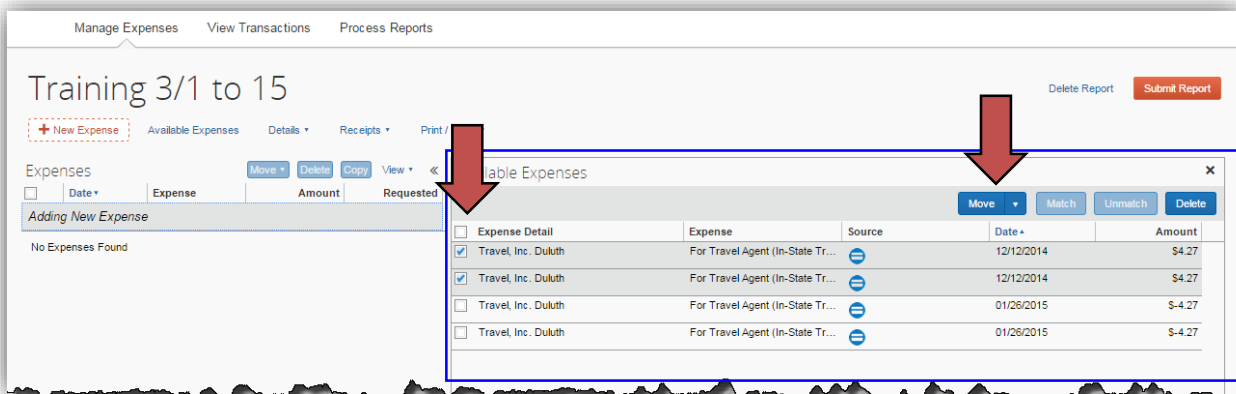 Manage Expenses View Transactions Process Reports
Training 3/1 to 15
Delete Report Submit Report
+ New Expense Available Expenses Details Receipts Print /
Expenses Move Delete Copy View «
lable Expenses ×
Move Match Unmatch Delete
Date Expense Amount Requested
Adding New Expense
No Expenses Found
Expense Detail Expense Source Date Amount
Travel, Inc. Duluth For Travel Agent (In-State Tr... 12/12/2014 $4.27
Travel, Inc. Duluth For Travel Agent (In-State Tr... 12/12/2014 $4.27
Travel, Inc. Duluth For Travel Agent (In-State Tr... 01/26/2015 $-4.27
Travel, Inc. Duluth For Travel Agent (In-State Tr... 01/26/2015 $-4.27